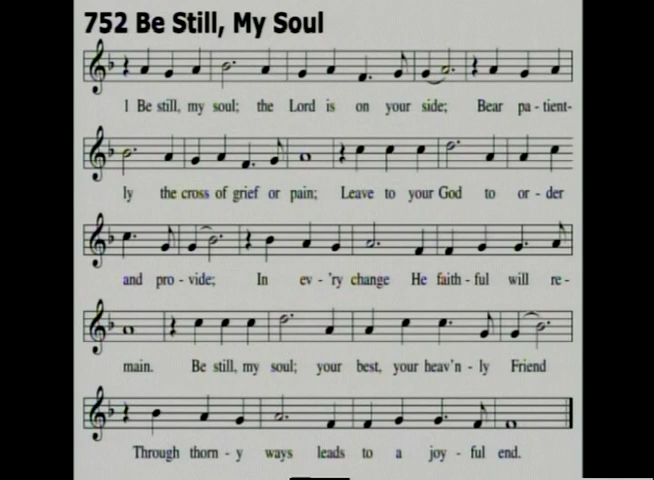 752 Be Still, My Soul
1 Be still, my soul; the Lord is on your side; Bear pa - tient-
ly the cross of grief or pain; Leave to your God to or - der
and pro - vide; In ev - 'ry change He faith - ful will re -
main. Be still, my soul; your best, your heav'n - ly Friend
Through thorn - y ways leads to a joy - ful end.